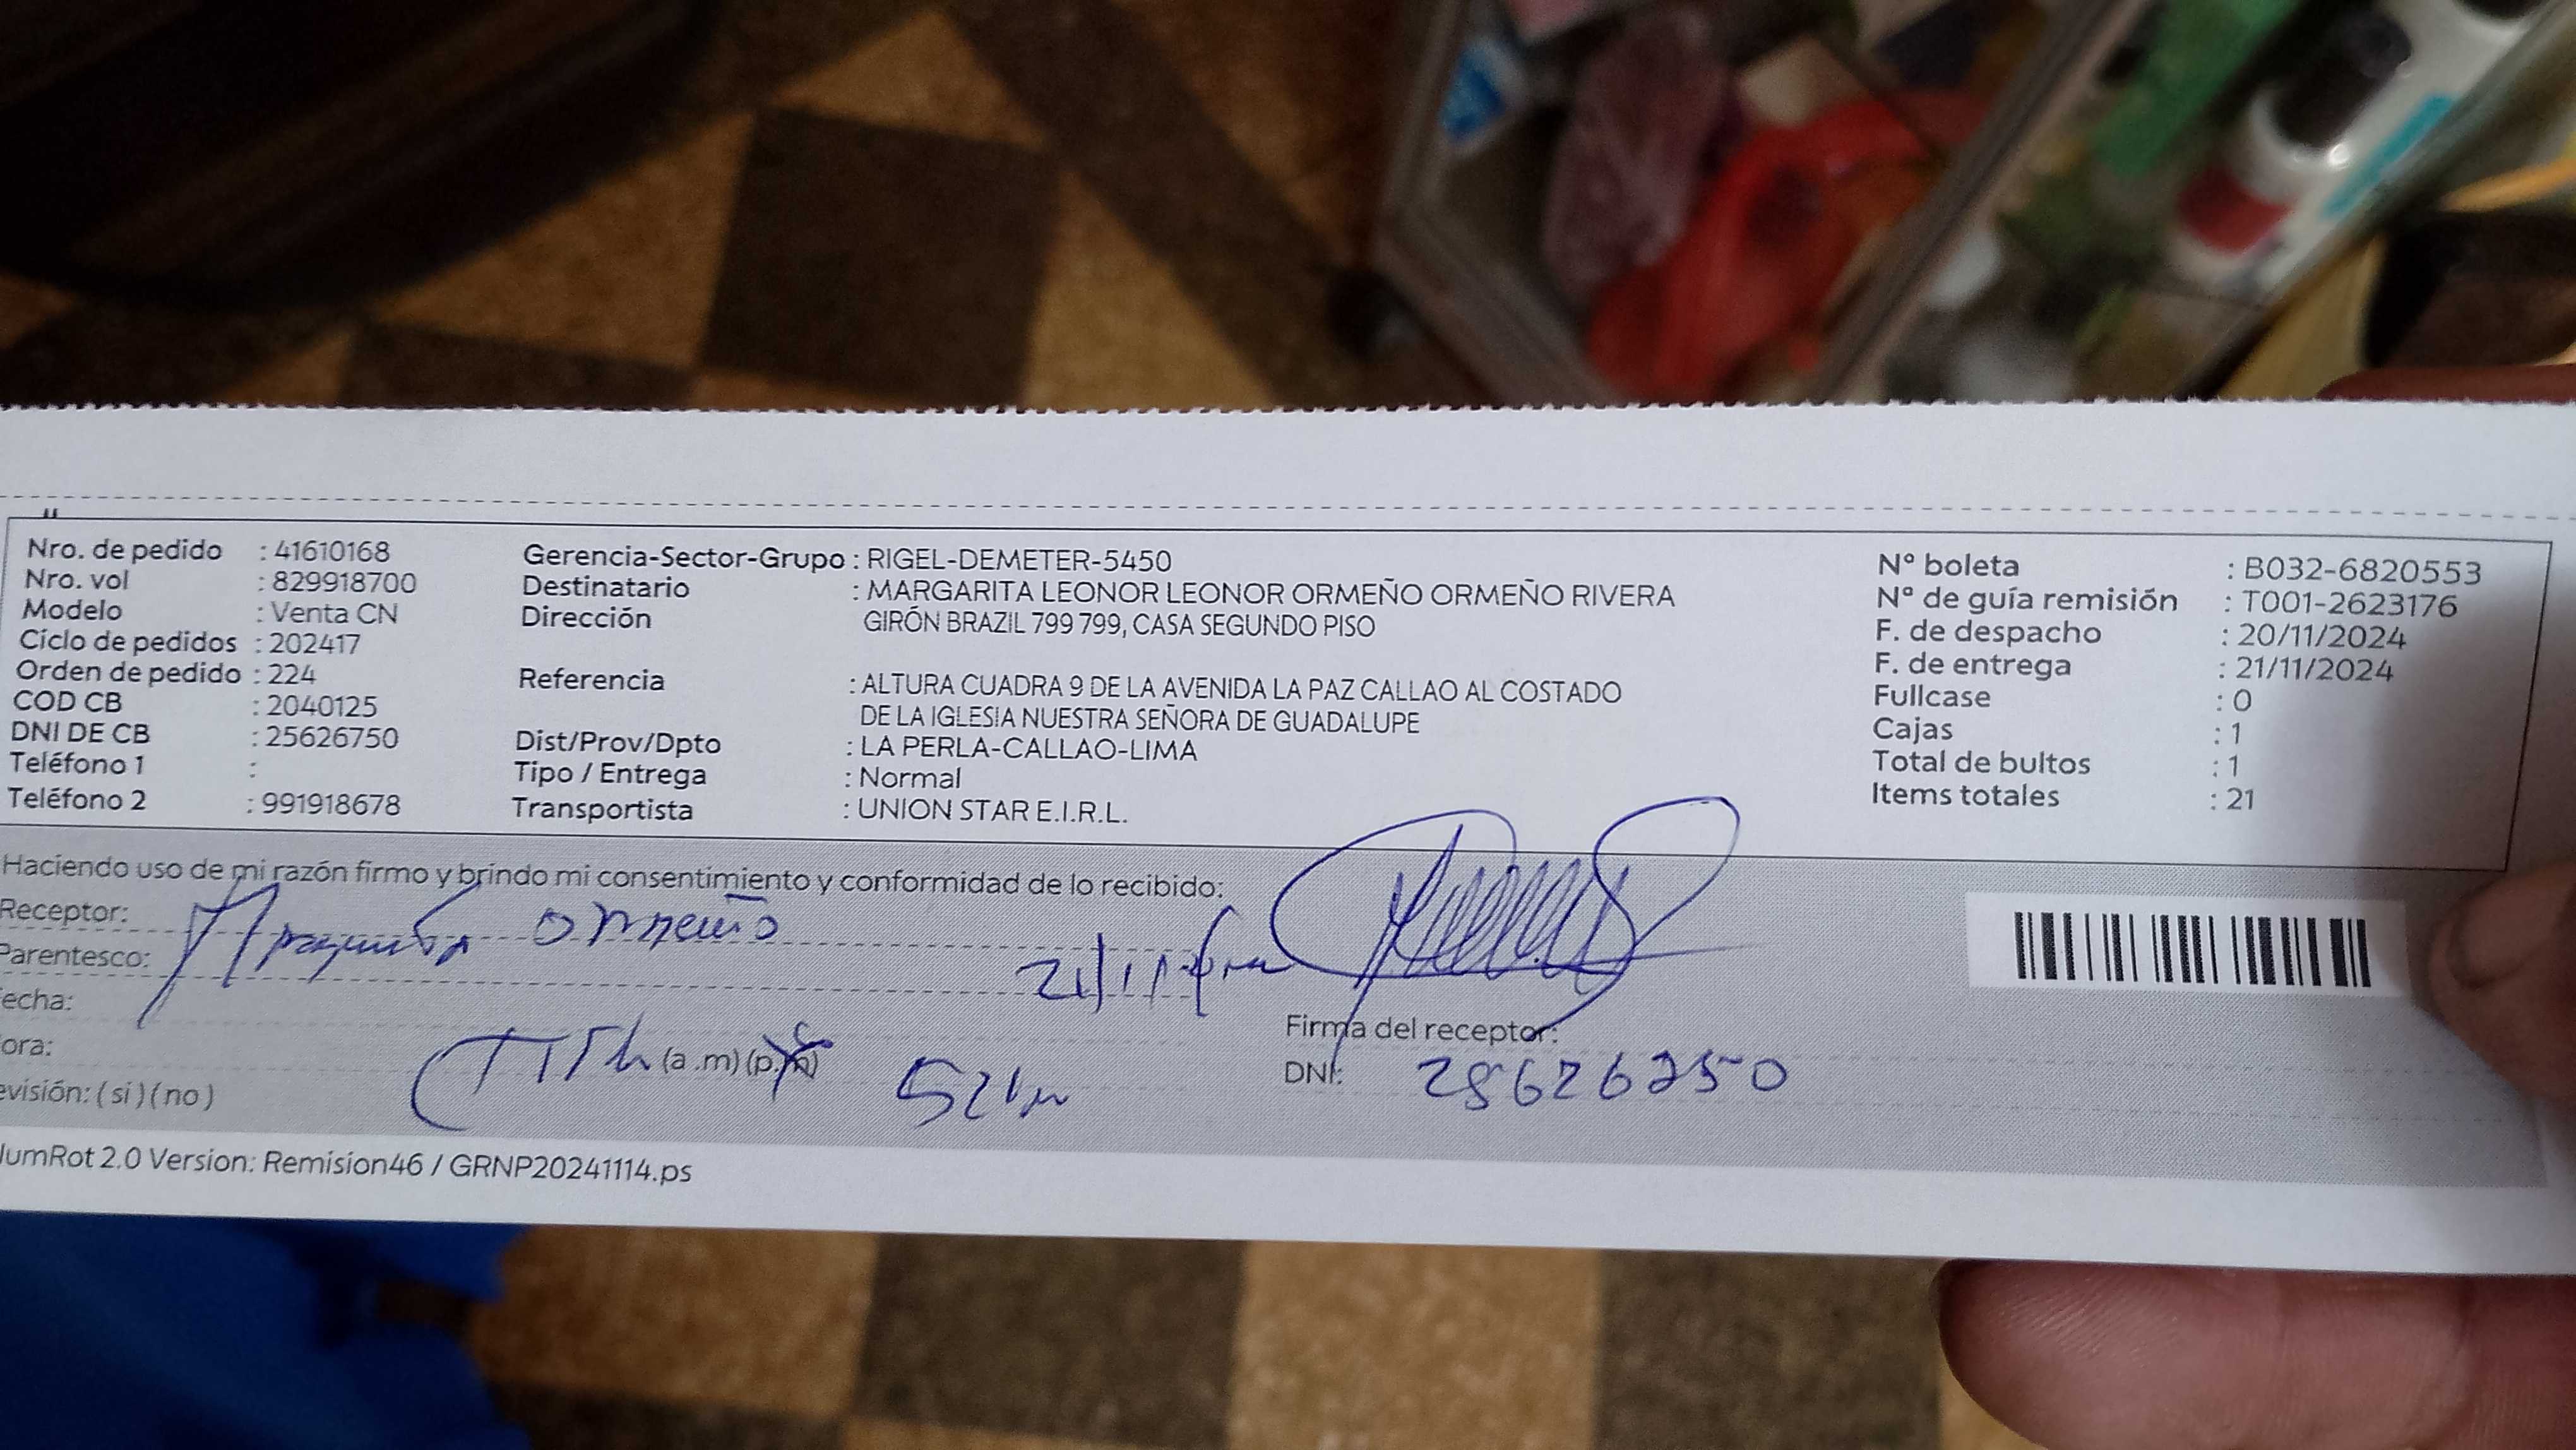 Nro. de pedido : 41610168
Nro. vol : 829918700
Modelo : Venta CN
Ciclo de pedidos : 202417
Orden de pedido : 224
COD CB : 2040125
DNI DE CB : 25626750
Teléfono 1 :
Teléfono 2 : 991918678
Gerencia-Sector-Grupo : RIGEL-DEMETER-5450
Destinatario : MARGARITA LEONOR LEONOR ORMEÑO ORMEÑO RIVERA
Dirección GIRÓN BRAZIL 799 799, CASA SEGUNDO PISO
Referencia : ALTURA CUADRA 9 DE LA AVENIDA LA PAZ CALLAO AL COSTADO
DE LA IGLESIA NUESTRA SEÑORA DE GUADALUPE
Dist/Prov/Dpto : LA PERLA-CALLAO-LIMA
Tipo / Entrega : Normal
Transportista : UNION STAR E.I.R.L.
N° boleta : B032-6820553
N° de guía remisión : T001-2623176
F. de despacho : 20/11/2024
F. de entrega : 21/11/2024
Fullcase : 0
Cajas : 1
Total de bultos : 1
Items totales : 21
Haciendo uso de mi razón firmo y brindo mi consentimiento y conformidad de lo recibido:
Receptor: Margarita Ormeño
Parentesco:
echa: 21/11
ora: (a.m) (p.m)
evisión: (si) (no)
Firma del receptor:
DNI: 25626750
umRot 2.0 Version: Remision46 / GRNP20241114.ps